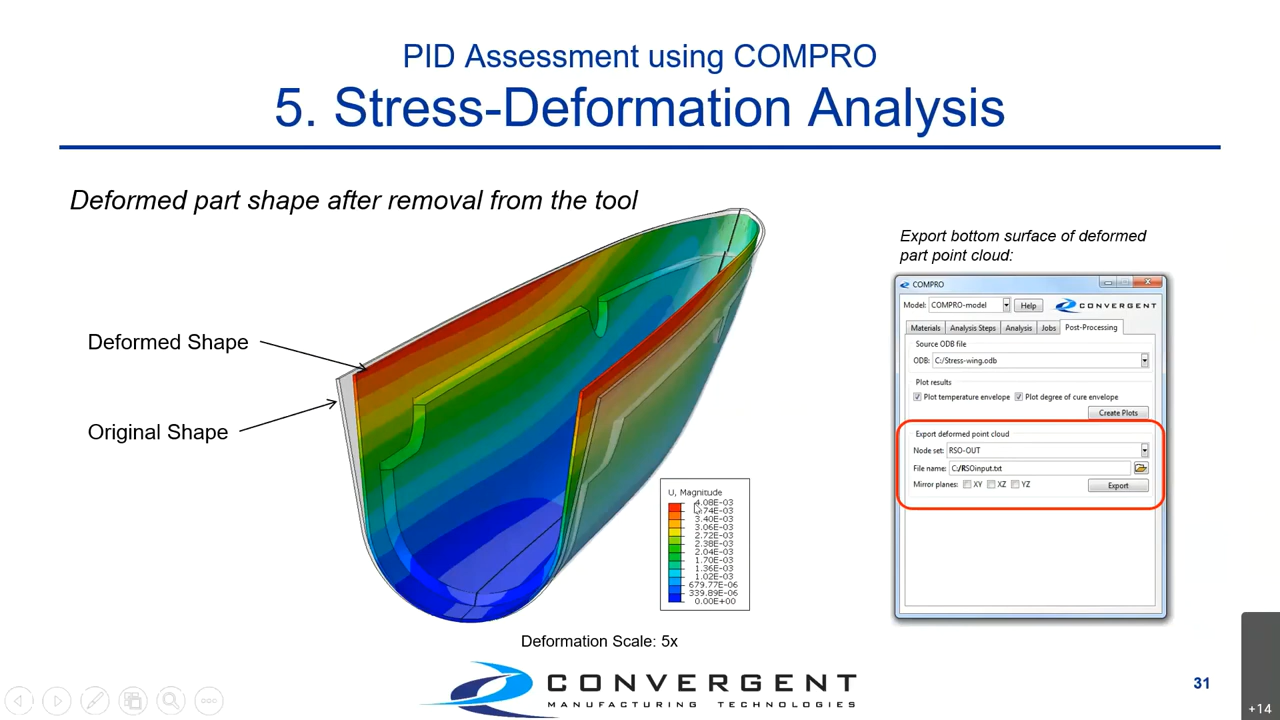 PID Assessment using COMPRO
5. Stress-Deformation Analysis
Deformed part shape after removal from the tool
Deformed Shape
Original Shape
U, Magnitude
4.08E-03
3.74E-03
3.40E-03
3.06E-03
2.72E-03
2.38E-03
2.04E-03
1.70E-03
1.36E-03
1.02E-03
679.77E-06
339.89E-06
0.00E+00
Deformation Scale: 5x
Export bottom surface of deformed
part point cloud:
COMPRO
Model: COMPRO-model Help CONVERGENT
Materials Analysis Steps Analysis Jobs Post-Processing
Source ODB file
ODB: C:/Stress-wing.odb
Plot results
Plot temperature envelope Plot degree of cure envelope
Create Plots
Export deformed point cloud
Node set: RSO-OUT
File name: C:/RSOinput.txt
Mirror planes: XY XZ YZ Export
CONVERGENT
MANUFACTURING TECHNOLOGIES
31
+14